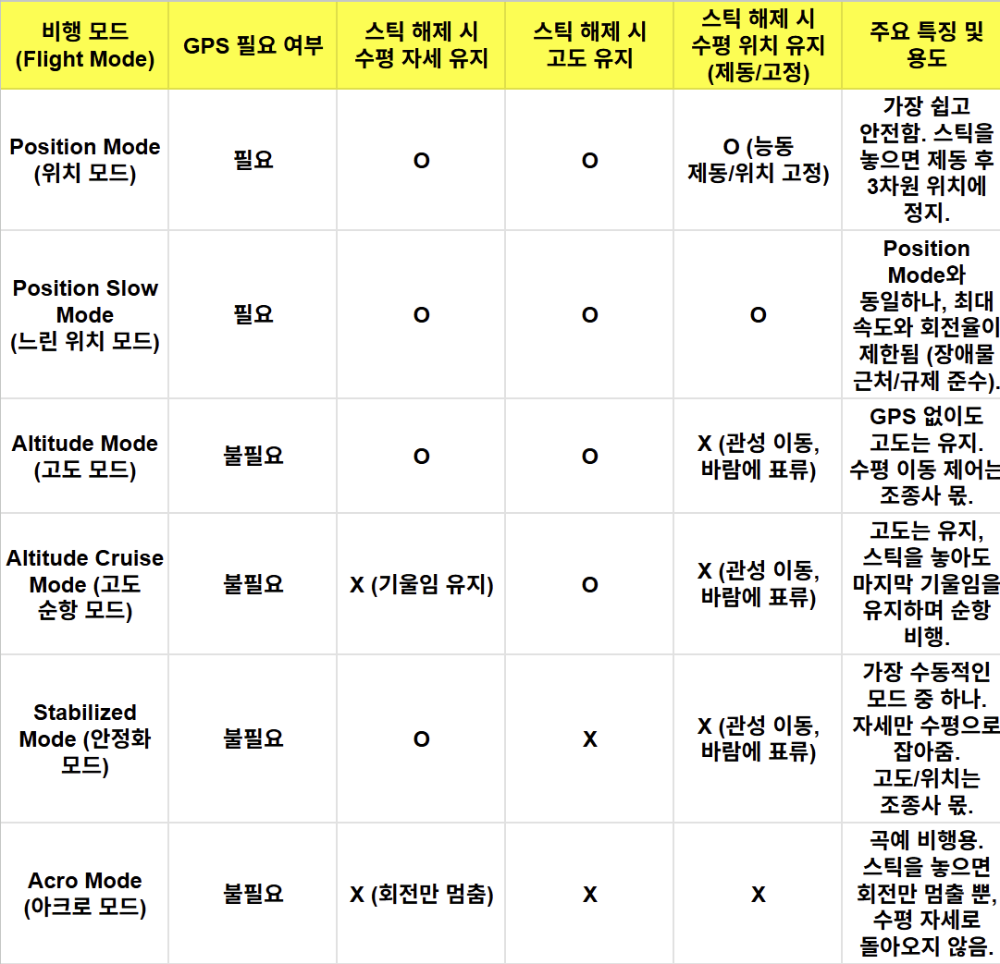 비행 모드
(Flight Mode)
GPS 필요 여부
스틱 해제 시
수평 자세 유지
스틱 해제 시
고도 유지
스틱 해제 시
수평 위치 유지
(제동/고정)
주요 특징 및
용도
Position Mode
(위치 모드)
필요
O
O
O (능동
제동/위치 고정)
가장 쉽고
안전함. 스틱을
놓으면 제동 후
3차원 위치에
정지.
Position Slow
Mode
(느린 위치 모드)
필요
O
O
O
Position
Mode와
동일하나, 최대
속도와 회전율이
제한됨 (장애물
근처/규제 준수).
Altitude Mode
(고도 모드)
불필요
O
O
X (관성 이동,
바람에 표류)
GPS 없이도
고도는 유지.
수평 이동 제어는
조종사 몫.
Altitude Cruise
Mode (고도
순항 모드)
불필요
X (기울임 유지)
O
X (관성 이동,
바람에 표류)
고도는 유지,
스틱을 놓아도
마지막 기울임을
유지하며 순항
비행.
Stabilized
Mode (안정화
모드)
불필요
O
X
X (관성 이동,
바람에 표류)
가장 수동적인
모드 중 하나.
자세만 수평으로
잡아줌.
고도/위치는
조종사 몫.
Acro Mode
(아크로 모드)
불필요
X (회전만 멈춤)
X
X
곡예 비행용.
스틱을 놓으면
회전만 멈출 뿐,
수평 자세로
돌아오지 않음.